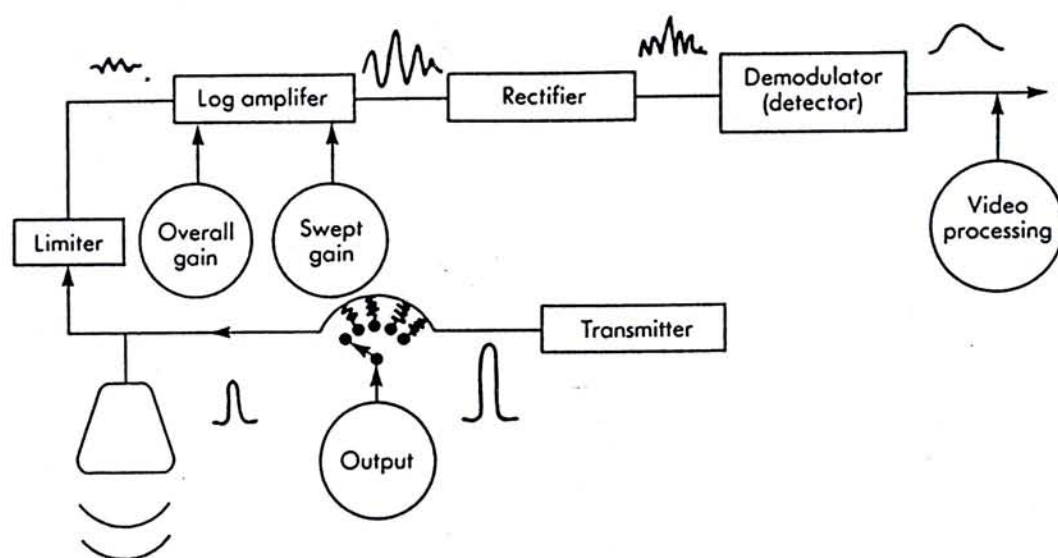 Log amplifer
Rectifier
Demodulator
(detector)
Limiter
Overall
gain
Swept
gain
Video
processing
Transmitter
Output